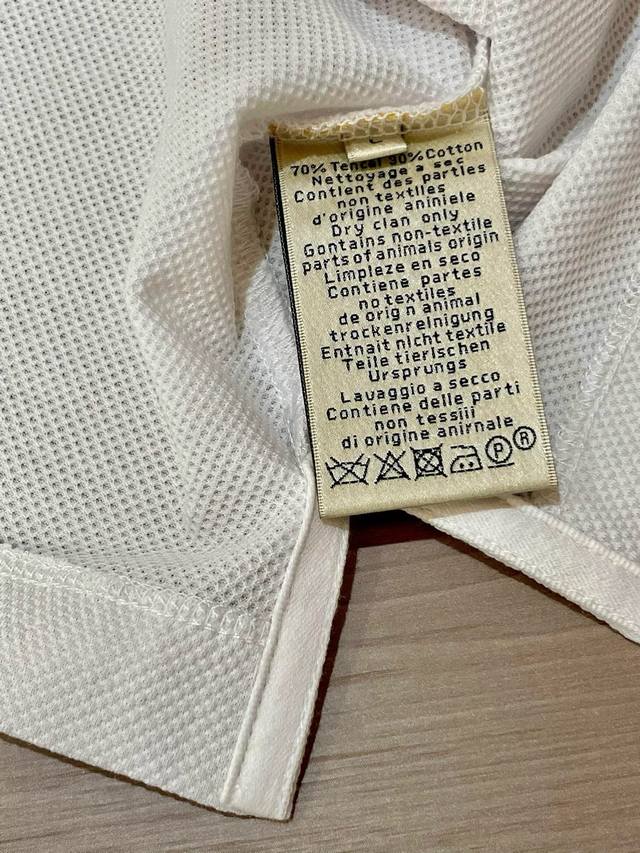 L
70% Tencel 30% Cotton
Nettoyage a sec
Contient des parties
non textiles
d'origine aniniele
Dry clan only
Gontains non-textile
parts of animals origin
Limpleze en seco
Contiene partes
no textiles
de orig n animal
trockenreinigung
Entnait nicht textile
Teile tierlschen
Ursprungs
Lavaggio a secco
Contiene delle parti
non tessiii
di origine anirnale
P R